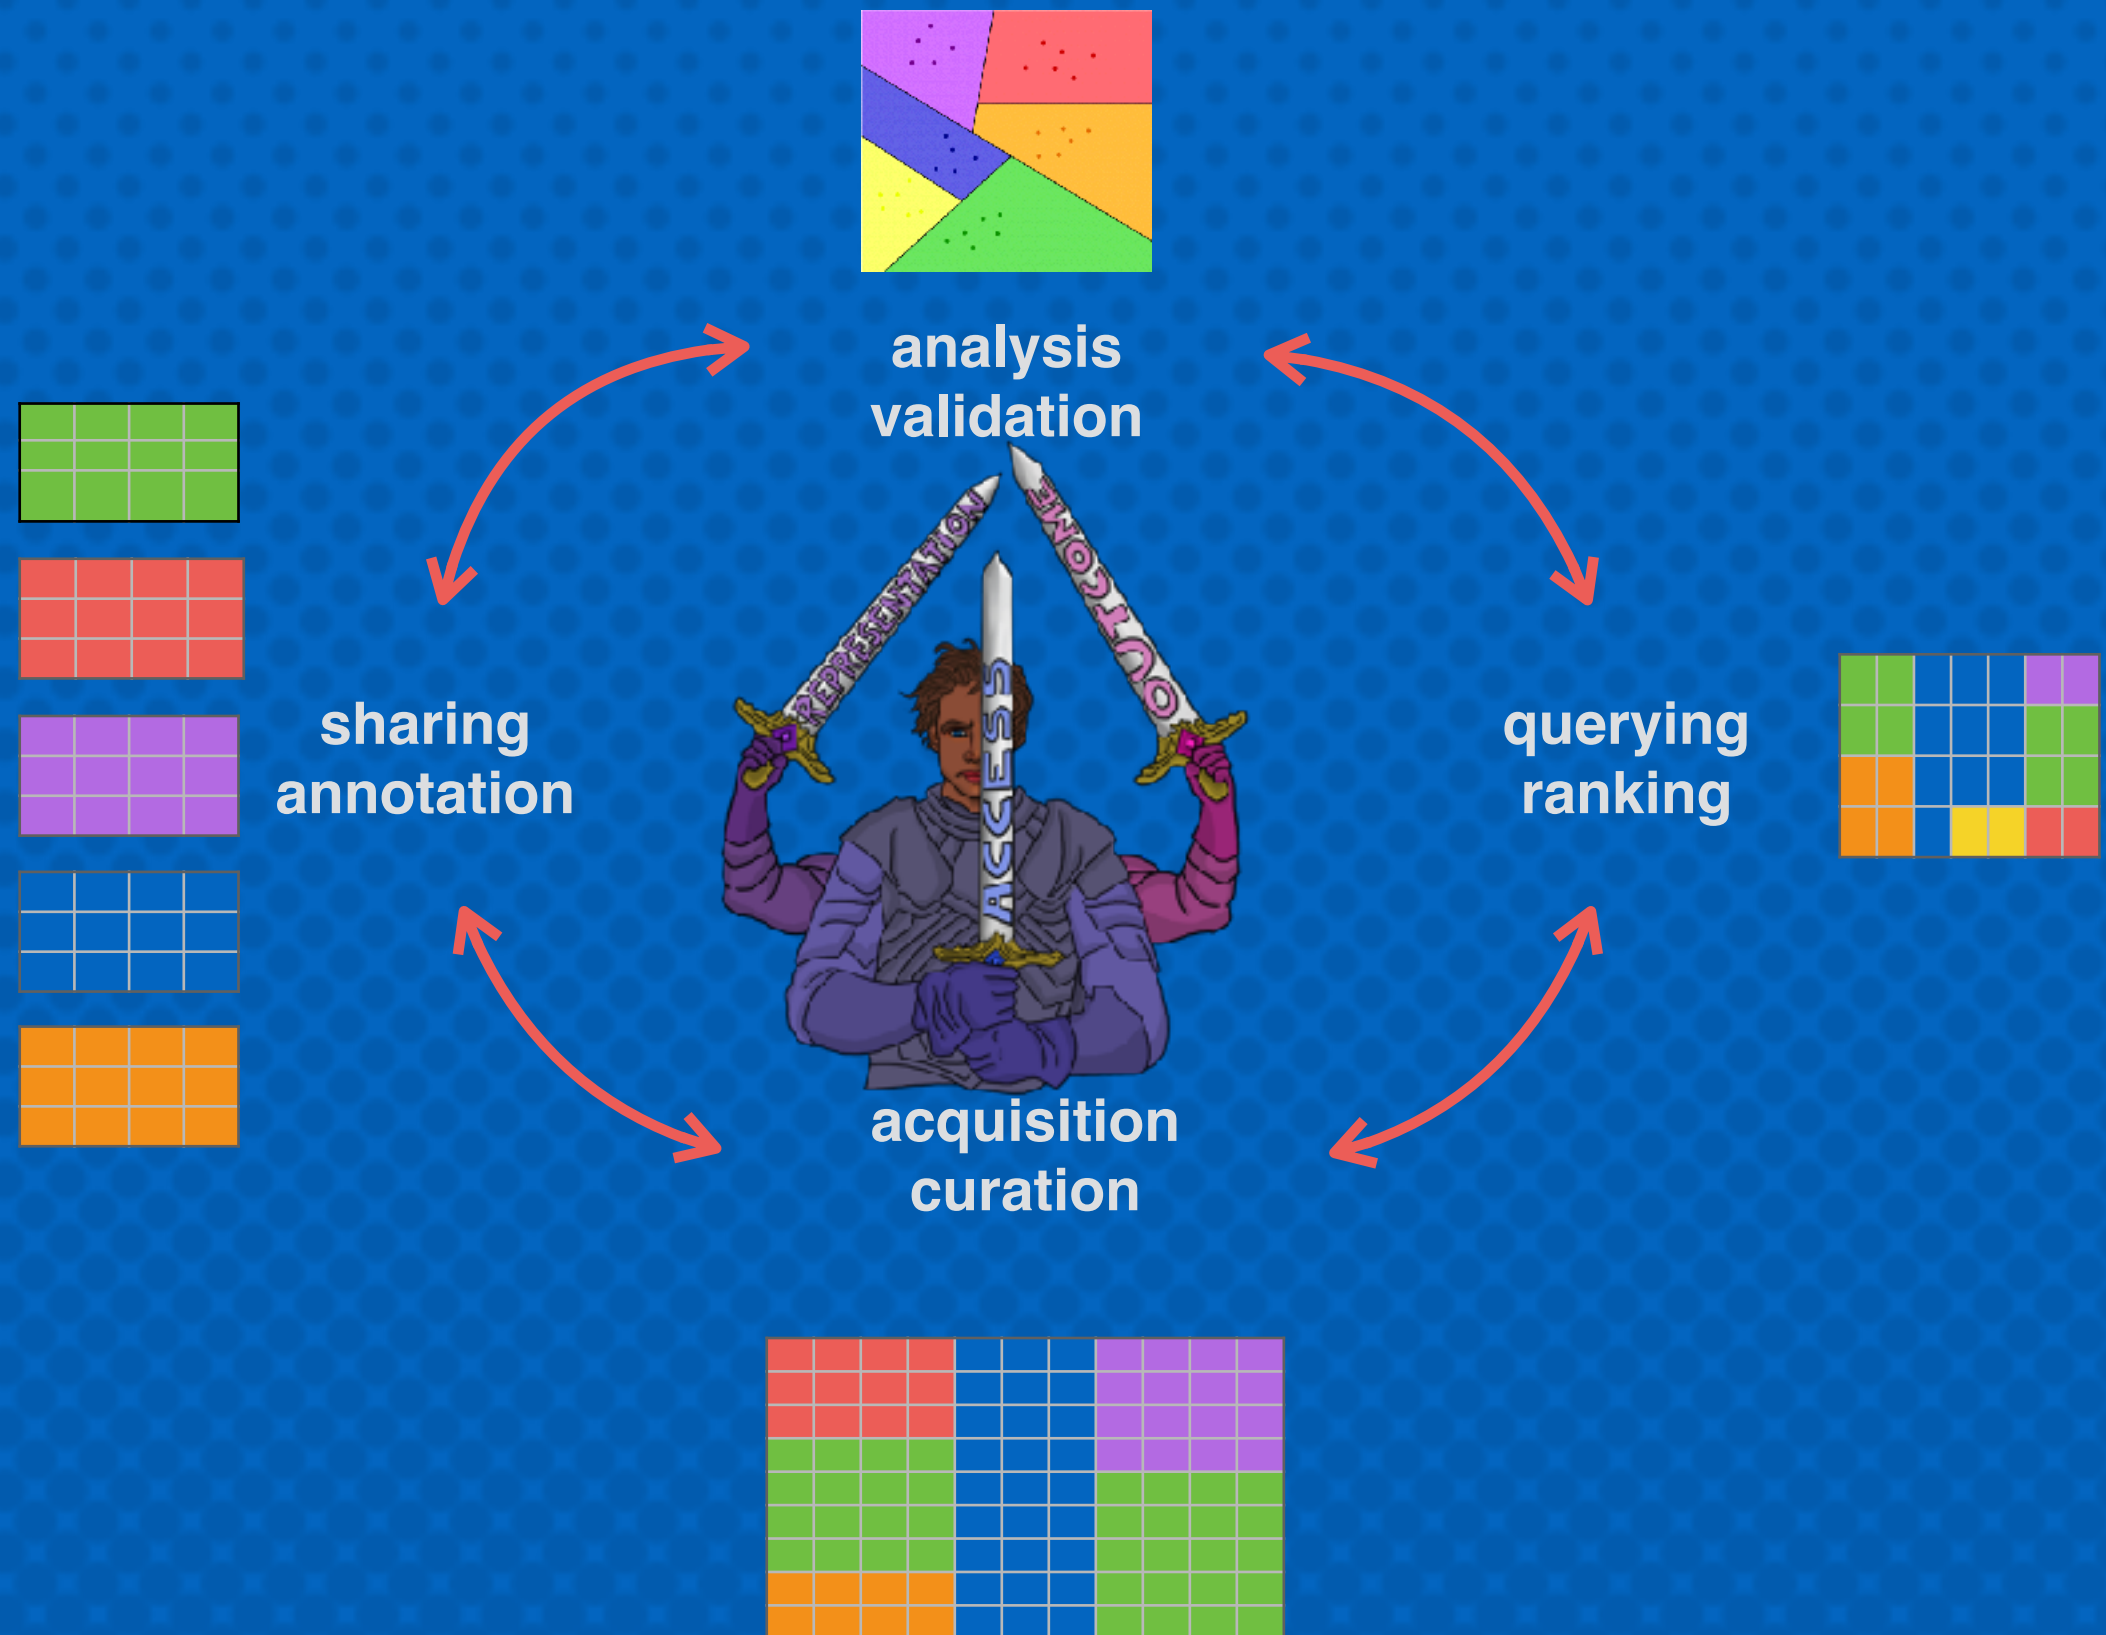 analysis
validation
REPRESENTATION
OUTCOME
ACCESS
sharing
annotation
querying
ranking
acquisition
curation